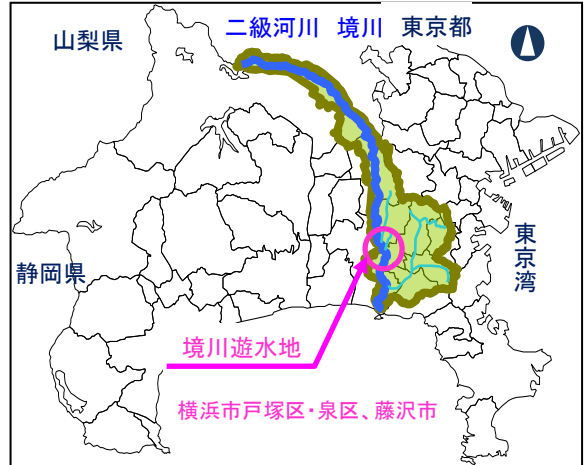 山梨県
二級河川 境川
東京都
東京湾
静岡県
境川遊水地
横浜市戸塚区・泉区、藤沢市